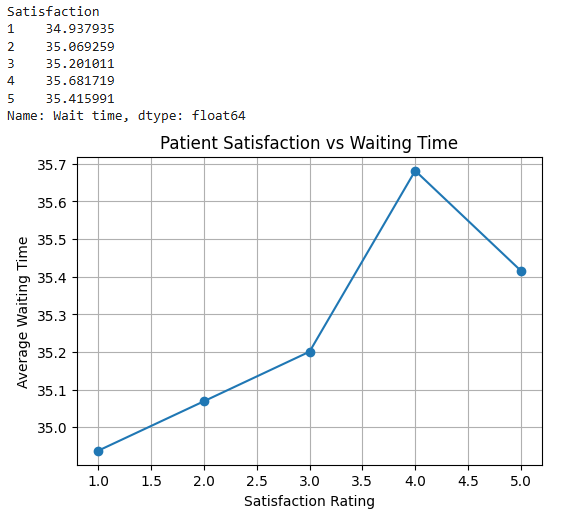 Satisfaction
1    34.937935
2    35.069259
3    35.201011
4    35.681719
5    35.415991
Name: Wait time, dtype: float64
Patient Satisfaction vs Waiting Time
35.7
35.6
35.5
35.4
35.3
35.2
35.1
35.0
Average Waiting Time
1.0 1.5 2.0 2.5 3.0 3.5 4.0 4.5 5.0
Satisfaction Rating